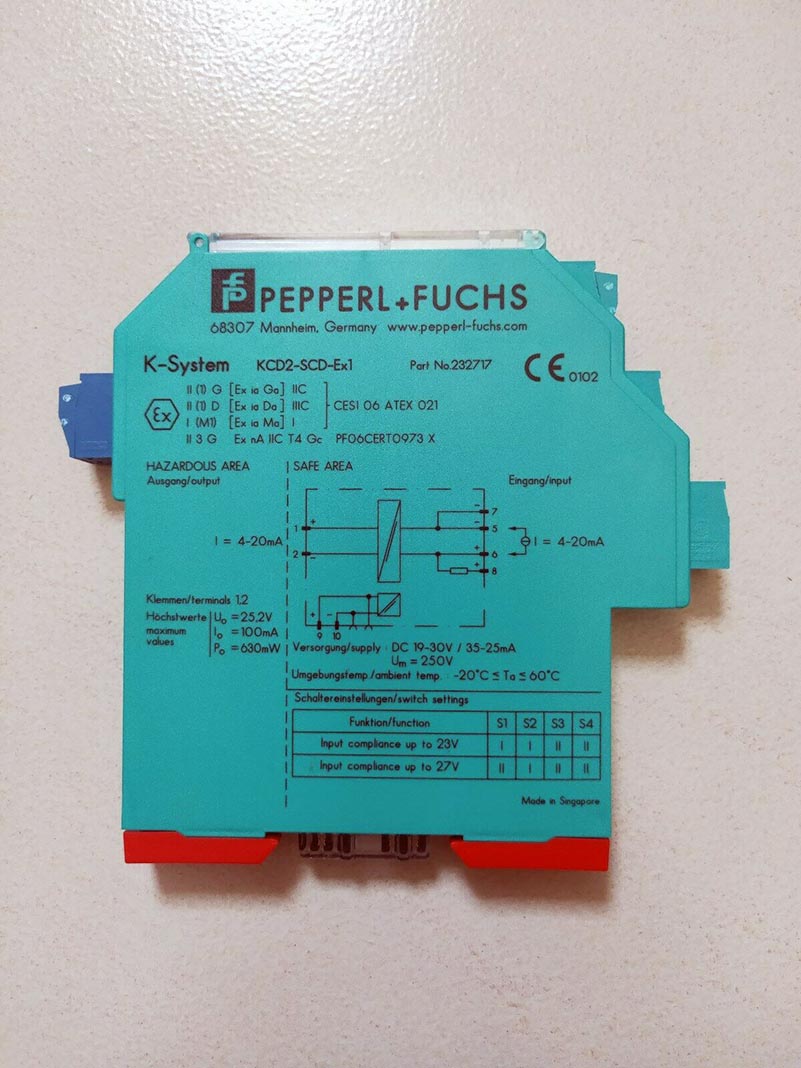 PEPPERL+FUCHS
68307 Mannheim, Germany www.pepperl-fuchs.com
K-System KCD2-SCD-Ex1 Part No.232717 CE 0102
II (1) G [Ex ia Ga] IIC
II (1) D [Ex ia Da] IIIC CESI 06 ATEX 021
I (M1) [Ex ia Ma] I
II 3 G Ex nA IIC T4 Gc PF06CERT0973 X
Ex
HAZARDOUS AREA SAFE AREA
Ausgang/output Eingang/input
7
1 + − 5
I = 4-20mA I = 4-20mA
2 − + 6
+ 8
+ −
9 10
Klemmen/terminals 1,2
Höchstwerte Uo = 25,2V
maximum Io = 100mA
values Po = 630mW
Versorgung/supply : DC 19-30V / 35-25mA
Um = 250V
Umgebungstemp./ambient temp. : -20°C ≤ Ta ≤ 60°C
Schaltereinstellungen/switch settings
Funktion/function S1 S2 S3 S4
Input compliance up to 23V I I II II
Input compliance up to 27V II I II II
Made in Singapore